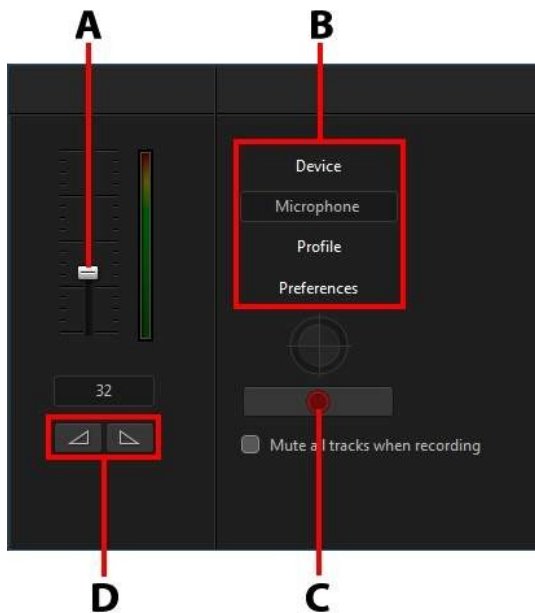 A
B
Device
Microphone
Profile
Preferences
32
Mute all tracks when recording
D
C